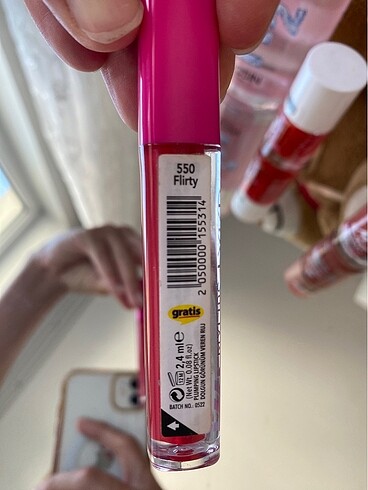 550
Flirty
2 050000 155314
gratis
12M 2,4 ml e
(Net Wt. 0.08 fl.oz)
PLUMPING LIPSTICK
DOLGUN GÖRÜNÜM VEREN RUJ
BATCH NO.: 0522